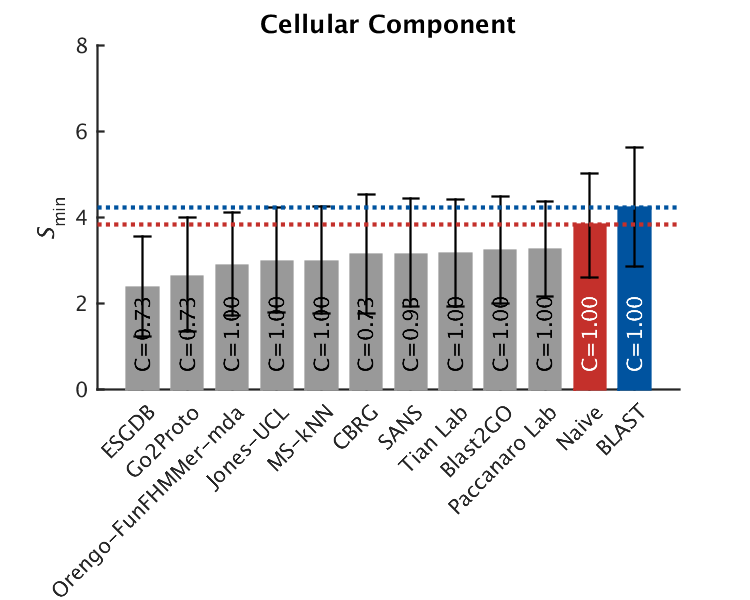 Cellular Component
8
6
4
2
0
Smin
C=0.73
C=0.73
C=1.00
C=1.00
C=1.00
C=0.73
C=0.93
C=1.00
C=1.00
C=1.00
C=1.00
C=1.00
ESGDB
Go2Proto
Orengo-FunFHMMer-mda
Jones-UCL
MS-kNN
CBRG
SANS
Tian Lab
Blast2GO
Paccanaro Lab
Naive
BLAST